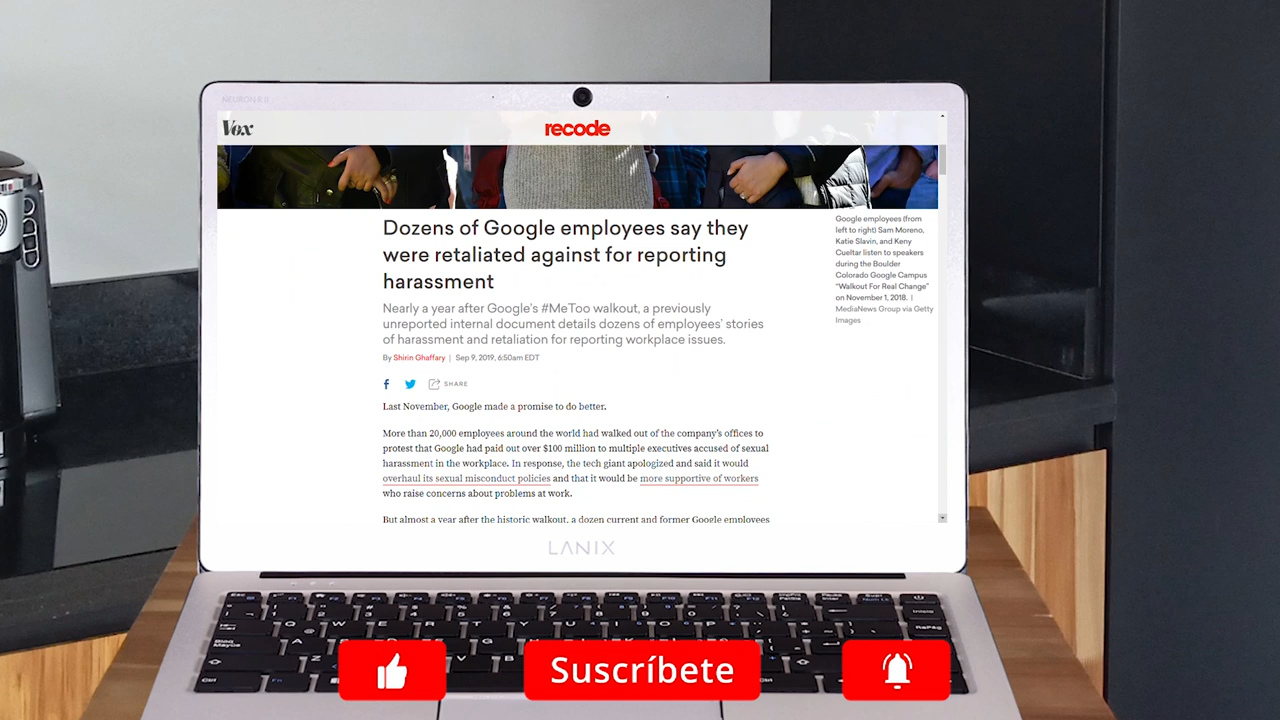 NEURON G 9
Vox
recode
Dozens of Google employees say they
were retaliated against for reporting
harassment
Nearly a year after Google's #MeToo walkout, a previously
unreported internal document details dozens of employees' stories
of harassment and retaliation for reporting workplace issues.
By Shirin Ghaffary | Sep 9, 2019, 6:50am EDT
SHARE
Last November, Google made a promise to do better.
More than 20,000 employees around the world had walked out of the company's offices to
protest that Google had paid out over $100 million to multiple executives accused of sexual
harassment in the workplace. In response, the tech giant apologized and said it would
overhaul its sexual misconduct policies and that it would be more supportive of workers
who raise concerns about problems at work.
But almost a year after the historic walkout, a dozen current and former Google employees
Google employees (from
left to right) Sam Moreno,
Katie Slavin, and Keny
Cueltar listen to speakers
during the Boulder
Colorado Google Campus
"Walkout For Real Change"
on November 1, 2018. |
MediaNews Group via Getty
Images
LANIX
Suscríbete